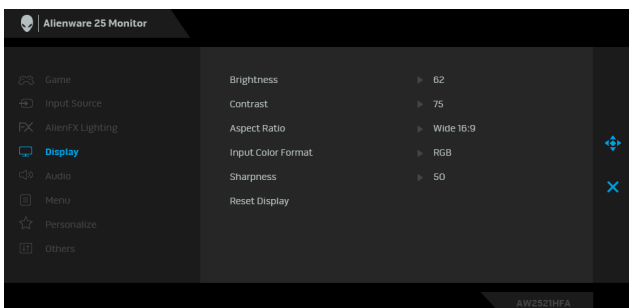 Alienware 25 Monitor
Game
Input Source
AlienFX Lighting
Display
Audio
Menu
Personalize
Others
Brightness 62
Contrast 75
Aspect Ratio Wide 16:9
Input Color Format RGB
Sharpness 50
Reset Display
AW2521HFA